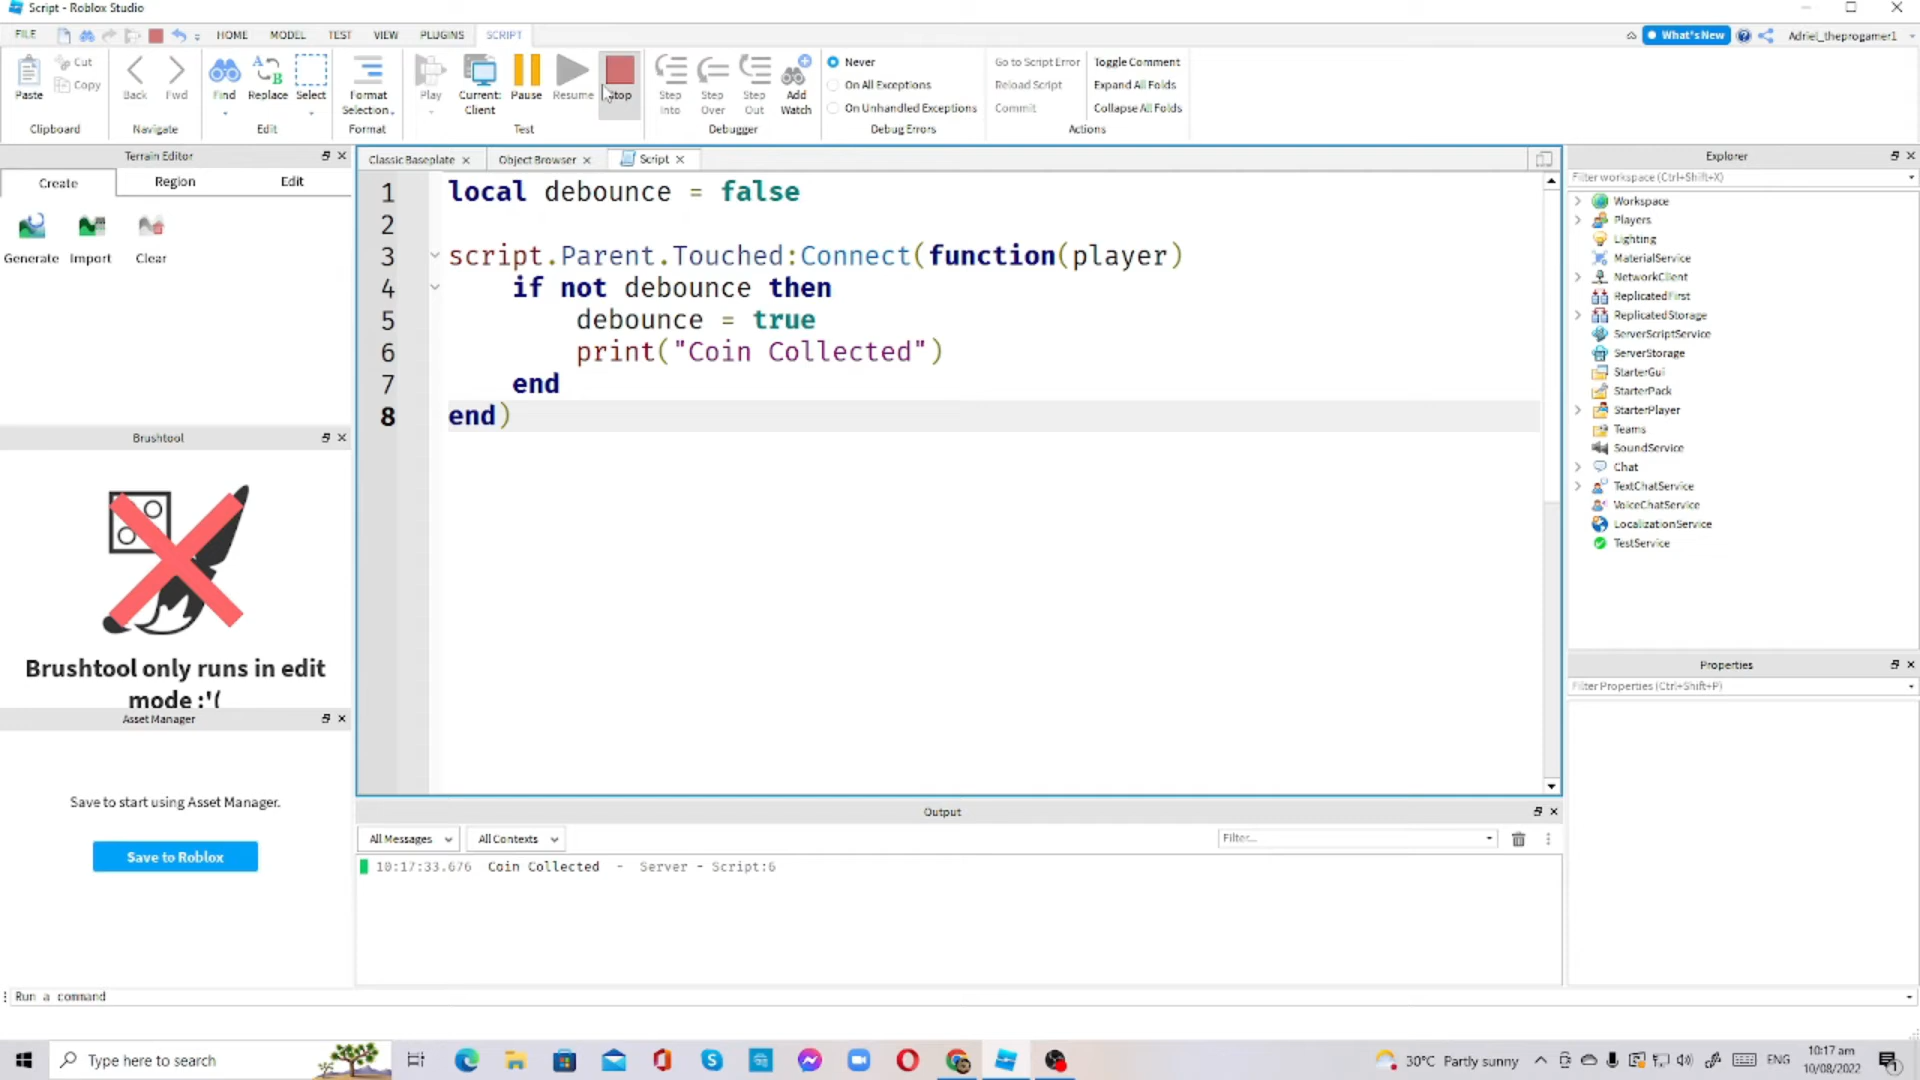 Script - Roblox Studio
FILE HOME MODEL TEST VIEW PLUGINS SCRIPT What's New Adriel_theprogamer1
Paste Cut Copy Back Fwd Find Replace Select Format Selection Play Current: Client Pause Resume Stop Step Into Step Over Step Out Add Watch
Never Go to Script Error Toggle Comment
On All Exceptions Reload Script Expand All Folds
On Unhandled Exceptions Commit Collapse All Folds
Clipboard Navigate Edit Format Test Debugger Debug Errors Actions
Terrain Editor
Create Region Edit
Generate Import Clear
Brushtool
Brushtool only runs in edit
mode :'(
Asset Manager
Save to start using Asset Manager.
Save to Roblox
Classic Baseplate Object Browser Script
1 local debounce = false
2
3 script.Parent.Touched:Connect(function(player)
4 if not debounce then
5 debounce = true
6 print("Coin Collected")
7 end
8 end)
Output
All Messages All Contexts Filter...
10:17:33.676 Coin Collected - Server - Script:6
Explorer
Filter workspace (Ctrl+Shift+X)
Workspace
Players
Lighting
MaterialService
NetworkClient
ReplicatedFirst
ReplicatedStorage
ServerScriptService
ServerStorage
StarterGui
StarterPack
StarterPlayer
Teams
SoundService
Chat
TextChatService
VoiceChatService
LocalizationService
TestService
Properties
Filter Properties (Ctrl+Shift+P)
Run a command
Type here to search
30°C Partly sunny ENG 10:17 am
10/08/2022